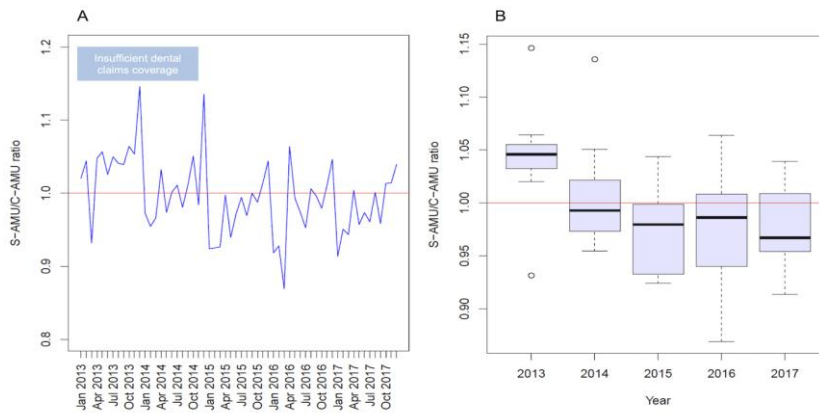 A
S−AMU/C−AMU ratio
1.2
1.1
1.0
0.9
0.8
Insufficient dental
claims coverage
Jan 2013
Apr 2013
Jul 2013
Oct 2013
Jan 2014
Apr 2014
Jul 2014
Oct 2014
Jan 2015
Apr 2015
Jul 2015
Oct 2015
Jan 2016
Apr 2016
Jul 2016
Oct 2016
Jan 2017
Apr 2017
Jul 2017
Oct 2017
B
S−AMU/C−AMU ratio
1.15
1.10
1.05
1.00
0.95
0.90
2013 2014 2015 2016 2017
Year